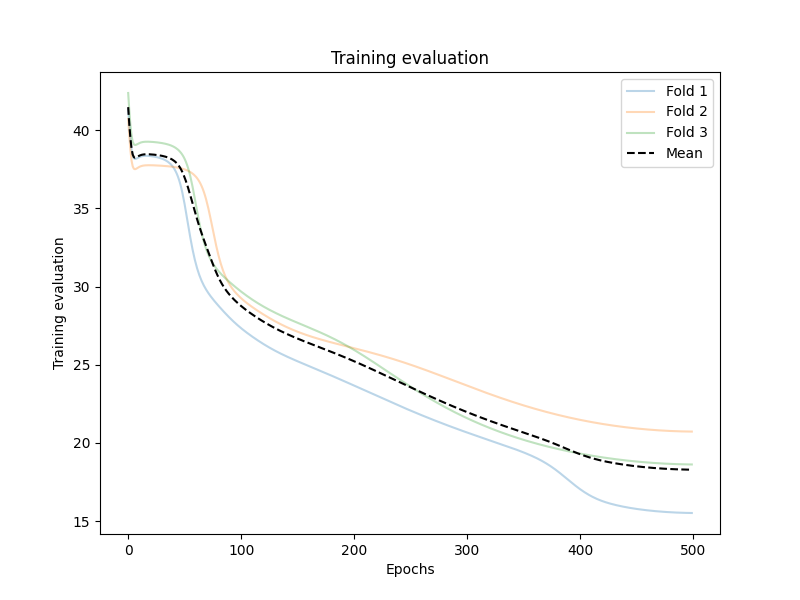 Training evaluation
Fold 1
Fold 2
Fold 3
Mean
Training evaluation
40
35
30
25
20
15
0 100 200 300 400 500
Epochs